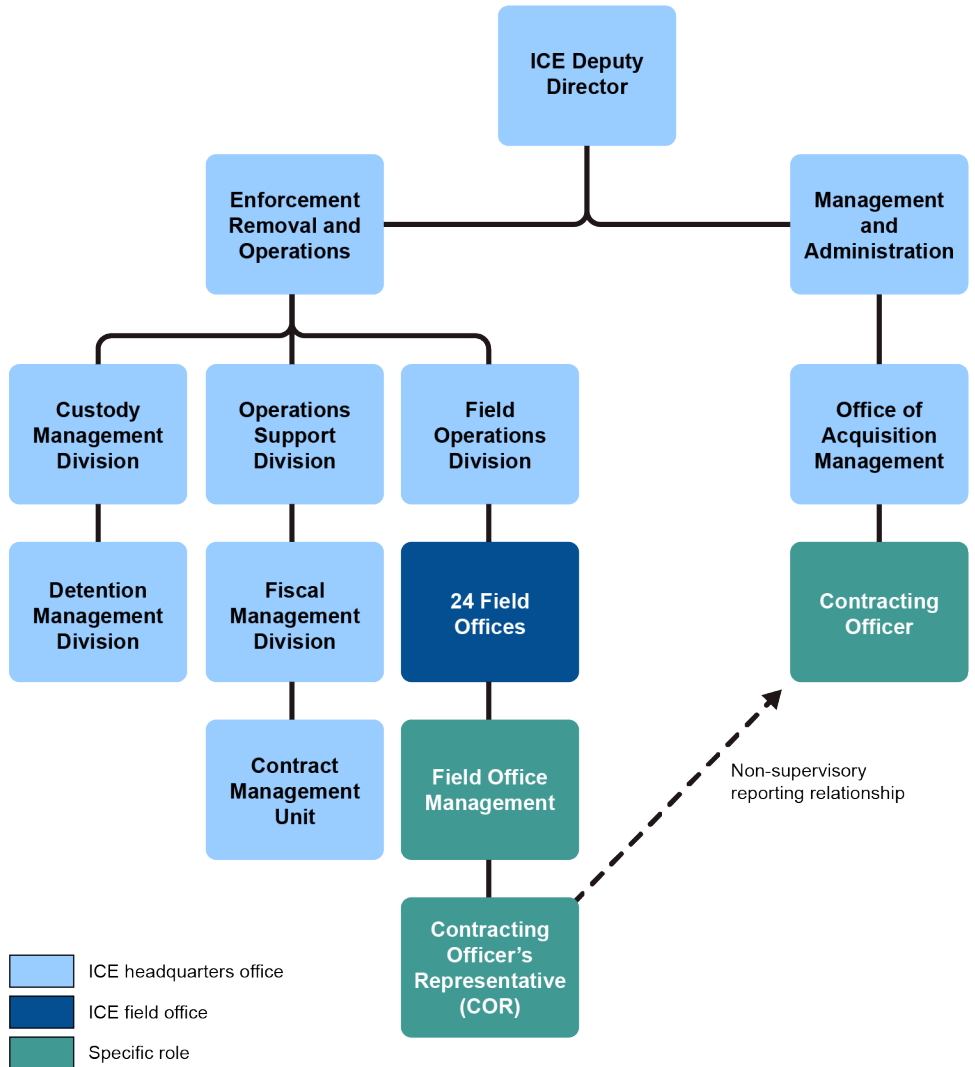 ICE Deputy
Director
Enforcement
Removal and
Operations
Management
and
Administration
Custody
Management
Division
Operations
Support
Division
Field
Operations
Division
Office of
Acquisition
Management
Detention
Management
Division
Fiscal
Management
Division
24 Field
Offices
Contracting
Officer
Contract
Management
Unit
Field Office
Management
Non-supervisory
reporting relationship
Contracting
Officer’s
Representative
(COR)
ICE headquarters office
ICE field office
Specific role